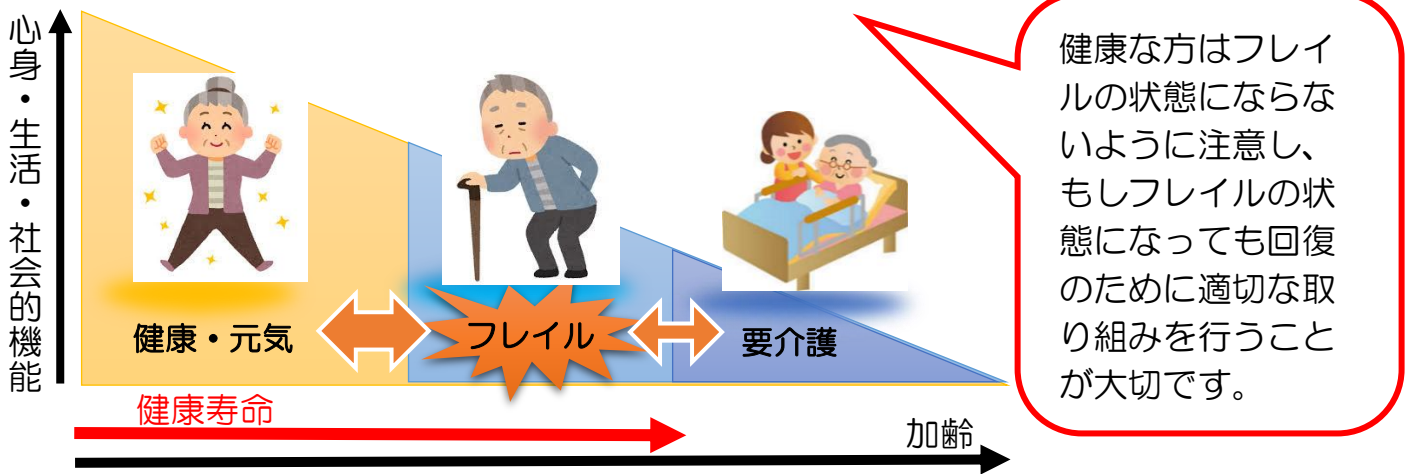 心身・生活・社会的機能
健康・元気
フレイル
要介護
健康寿命
加齢
健康な方はフレイ
ルの状態にならな
いように注意し、
もしフレイルの状
態になっても回復
のために適切な取
り組みを行うこと
が大切です。